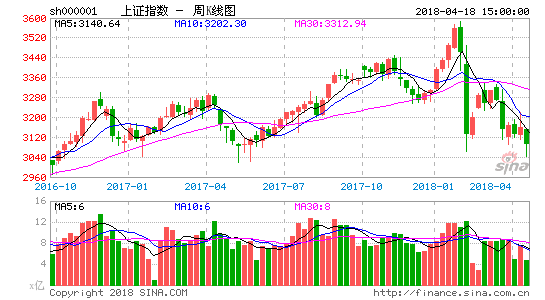 sh000001 上证指数 - 周K线图 2018-04-18 15:00:00
MA5:3140.64 MA10:3202.30 MA30:3312.94
3600
3520
3440
3360
3280
3200
3120
3040
2960
sina
2016-10 2017-01 2017-04 2017-07 2017-10 2018-01 2018-04
16 MA5:6 MA10:6 MA30:8
12
8
4
x亿
Copyright 2018 SINA.COM http://finance.sina.com.cn